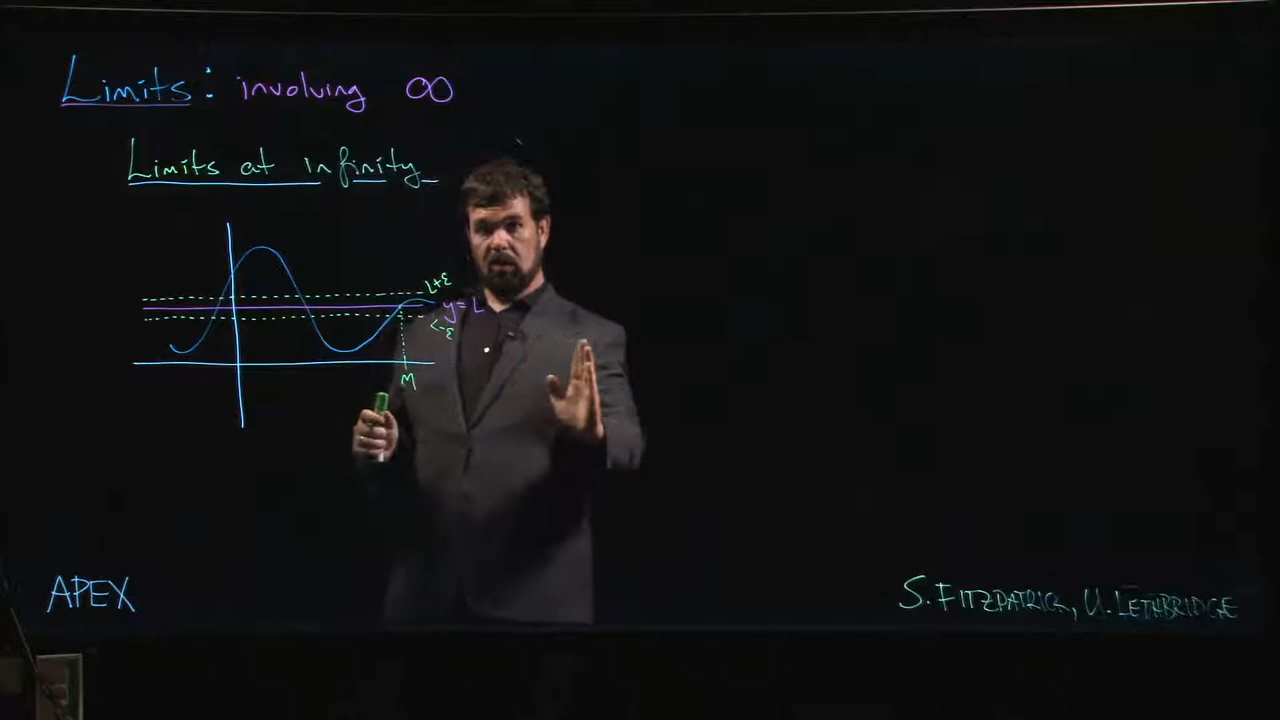 Limits: involving ∞
Limits at infinity
L+ε
y=L
L-ε
M
APEX
S. FITZPATRICK, U. LETHBRIDGE